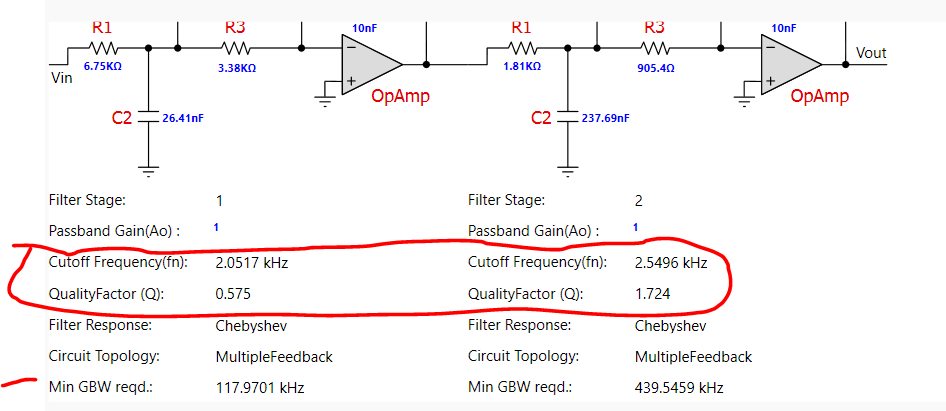 R1 R3 10nF R1 R3 10nF
Vin 6.75KΩ 3.38KΩ − 1.81KΩ 905.4Ω − Vout
+ OpAmp + OpAmp
C2 26.41nF C2 237.69nF
Filter Stage: 1 Filter Stage: 2
Passband Gain(Ao) : 1 Passband Gain(Ao) : 1
Cutoff Frequency(fn): 2.0517 kHz Cutoff Frequency(fn): 2.5496 kHz
QualityFactor (Q): 0.575 QualityFactor (Q): 1.724
Filter Response: Chebyshev Filter Response: Chebyshev
Circuit Topology: MultipleFeedback Circuit Topology: MultipleFeedback
Min GBW reqd.: 117.9701 kHz Min GBW reqd.: 439.5459 kHz